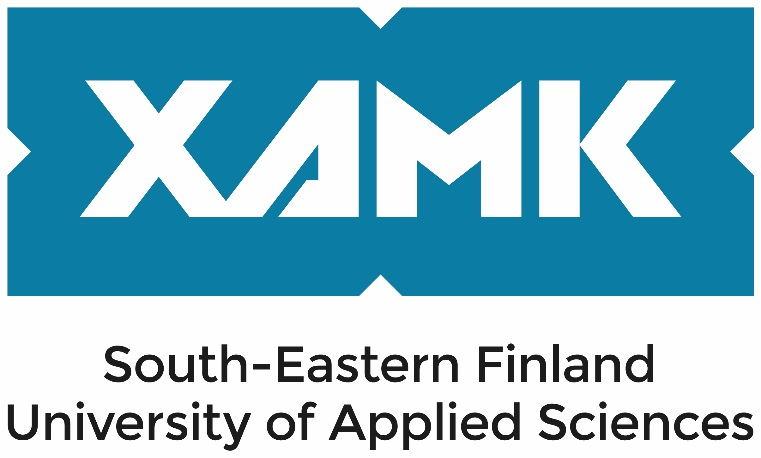 XAMK
South-Eastern Finland
University of Applied Sciences